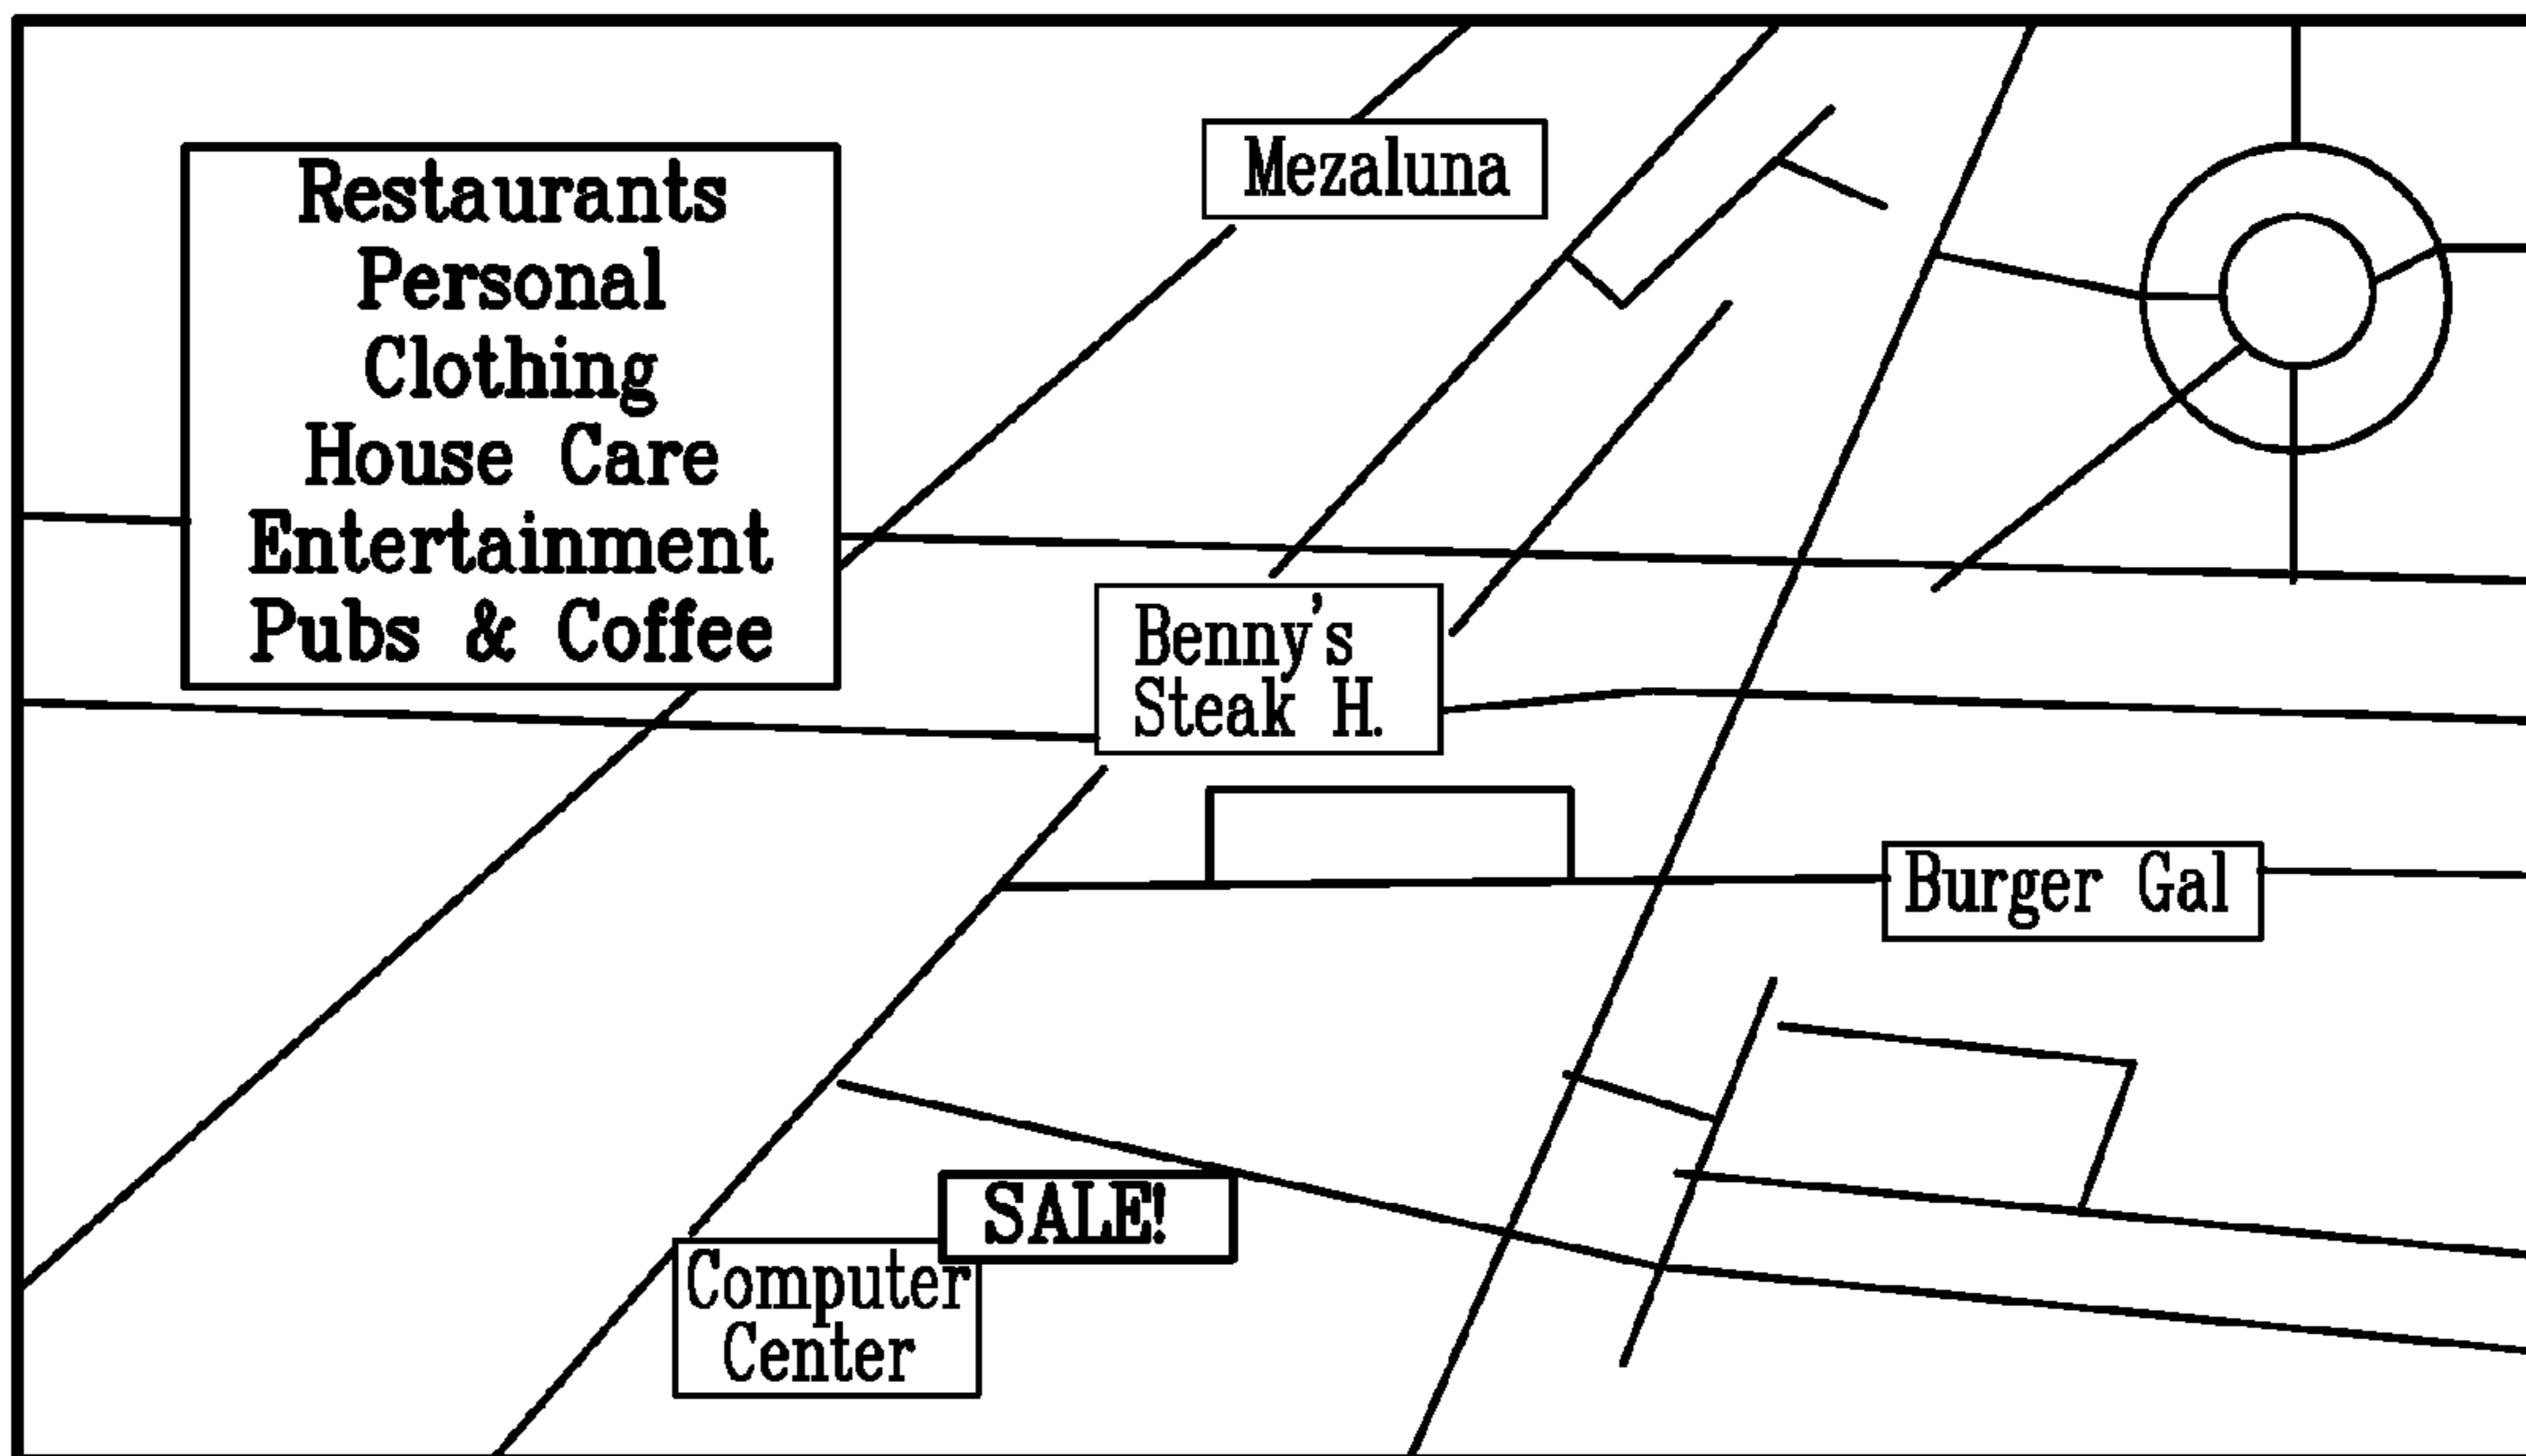 Restaurants
Personal
Clothing
House Care
Entertainment
Pubs & Coffee
Mezaluna
Benny's
Steak H.
Burger Gal
SALE!
Computer
Center